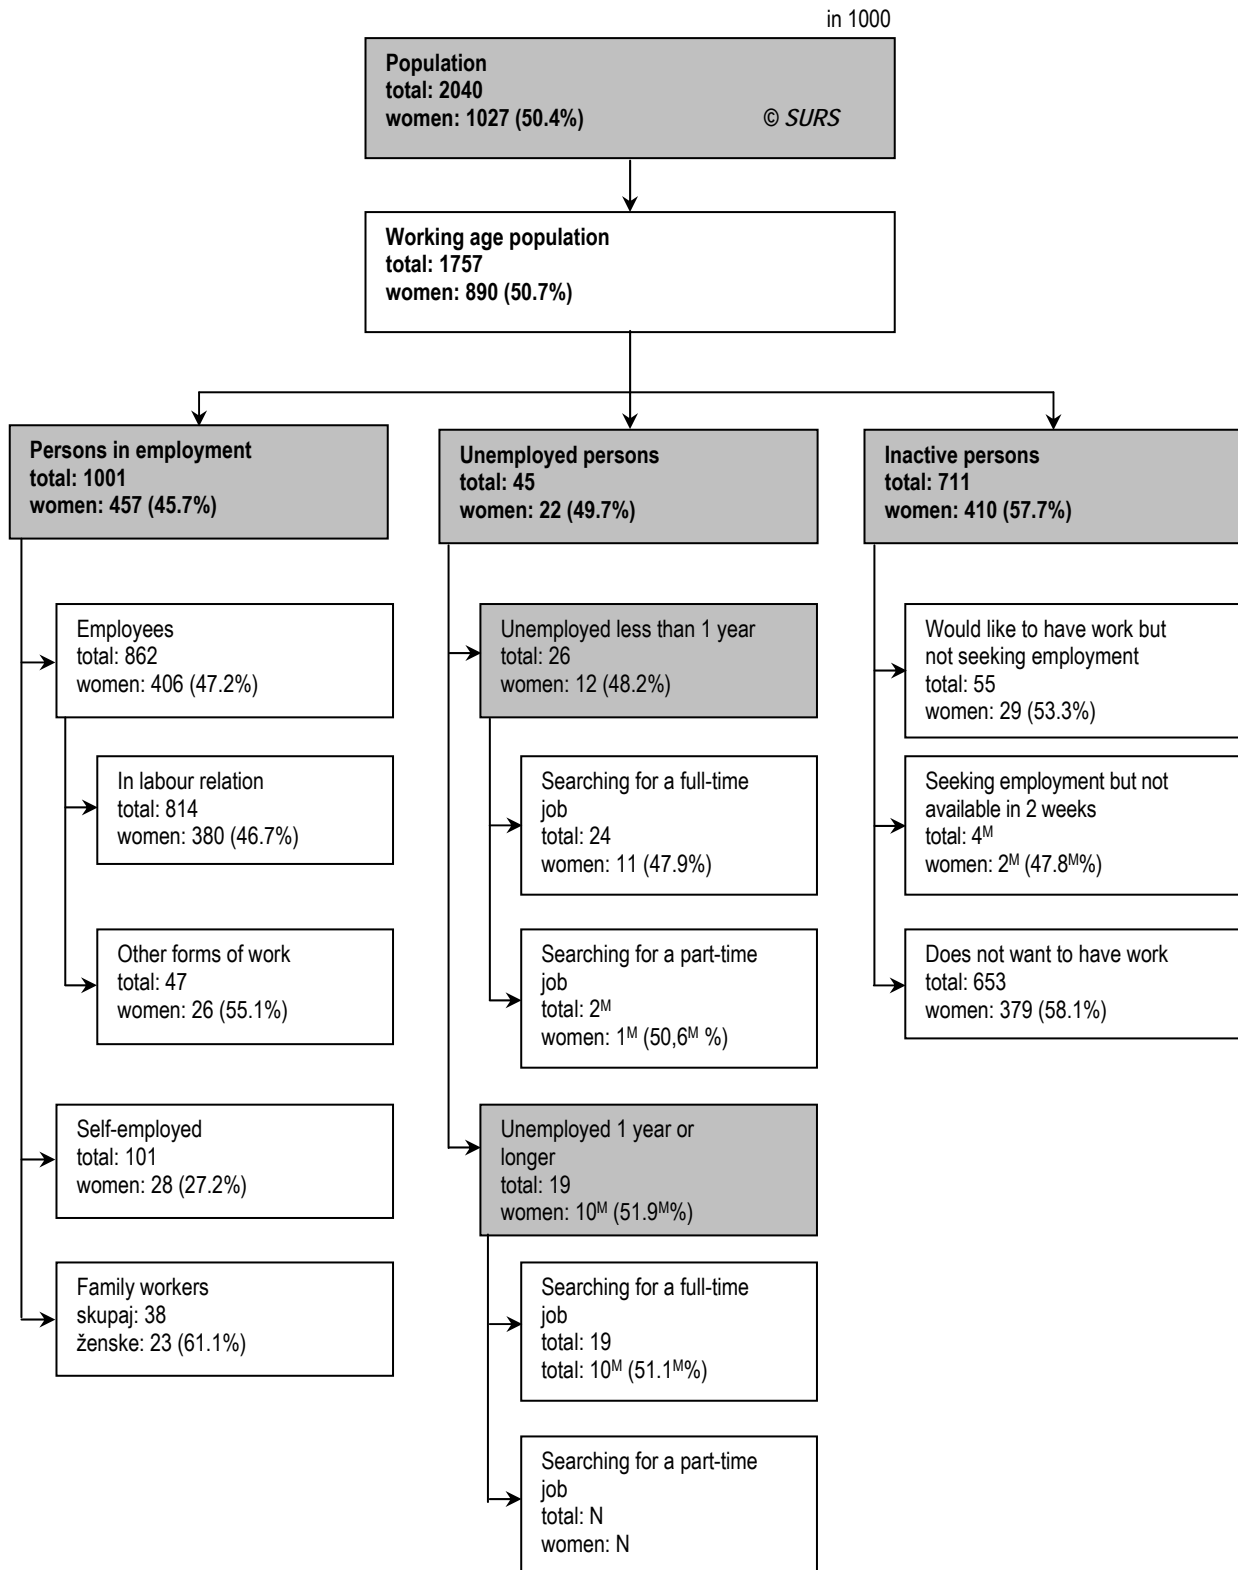 in 1000
Population
total: 2040
women: 1027 (50.4%)
© SURS
Working age population
total: 1757
women: 890 (50.7%)
Persons in employment
total: 1001
women: 457 (45.7%)
Employees
total: 862
women: 406 (47.2%)
In labour relation
total: 814
women: 380 (46.7%)
Other forms of work
total: 47
women: 26 (55.1%)
Self-employed
total: 101
women: 28 (27.2%)
Family workers
skupaj: 38
ženske: 23 (61.1%)
Unemployed persons
total: 45
women: 22 (49.7%)
Unemployed less than 1 year
total: 26
women: 12 (48.2%)
Searching for a full-time
job
total: 24
women: 11 (47.9%)
Searching for a part-time
job
total: 2ᴹ
women: 1ᴹ (50,6ᴹ %)
Unemployed 1 year or
longer
total: 19
women: 10ᴹ (51.9ᴹ%)
Searching for a full-time
job
total: 19
total: 10ᴹ (51.1ᴹ%)
Searching for a part-time
job
total: N
women: N
Inactive persons
total: 711
women: 410 (57.7%)
Would like to have work but
not seeking employment
total: 55
women: 29 (53.3%)
Seeking employment but not
available in 2 weeks
total: 4ᴹ
women: 2ᴹ (47.8ᴹ%)
Does not want to have work
total: 653
women: 379 (58.1%)